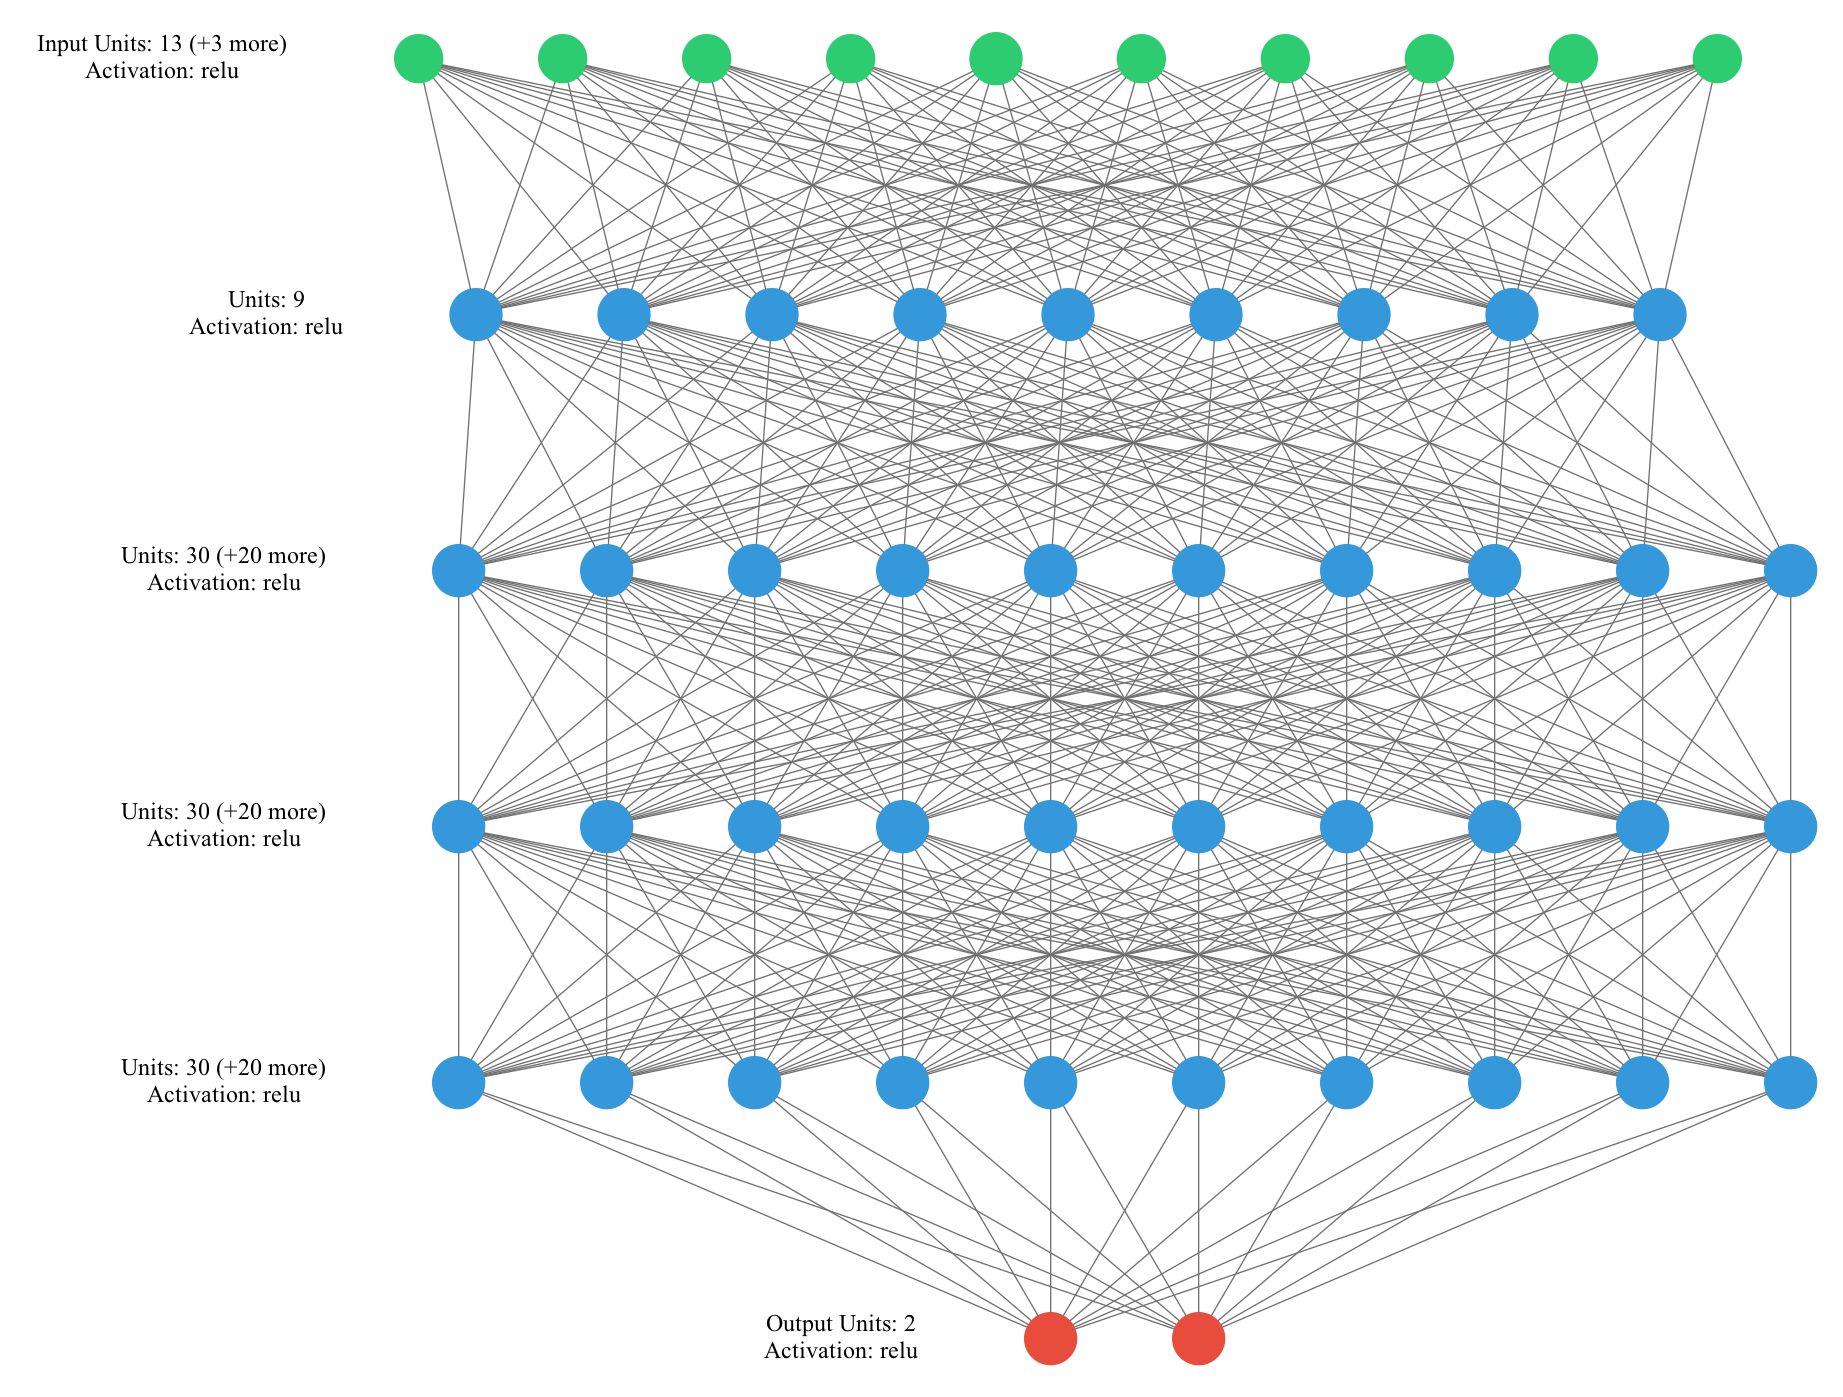 Input Units: 13 (+3 more)
Activation: relu
Units: 9
Activation: relu
Units: 30 (+20 more)
Activation: relu
Units: 30 (+20 more)
Activation: relu
Units: 30 (+20 more)
Activation: relu
Output Units: 2
Activation: relu